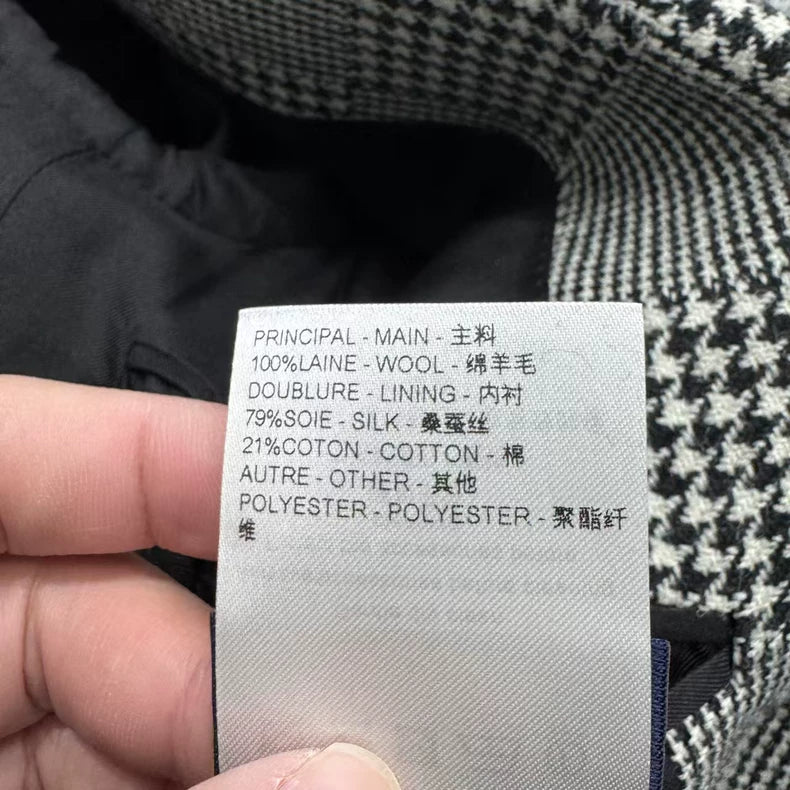 PRINCIPAL - MAIN - 主料
100%LAINE - WOOL - 绵羊毛
DOUBLURE - LINING - 内衬
79%SOIE - SILK - 桑蚕丝
21%COTON - COTTON - 棉
AUTRE - OTHER - 其他
POLYESTER - POLYESTER - 聚酯纤
维